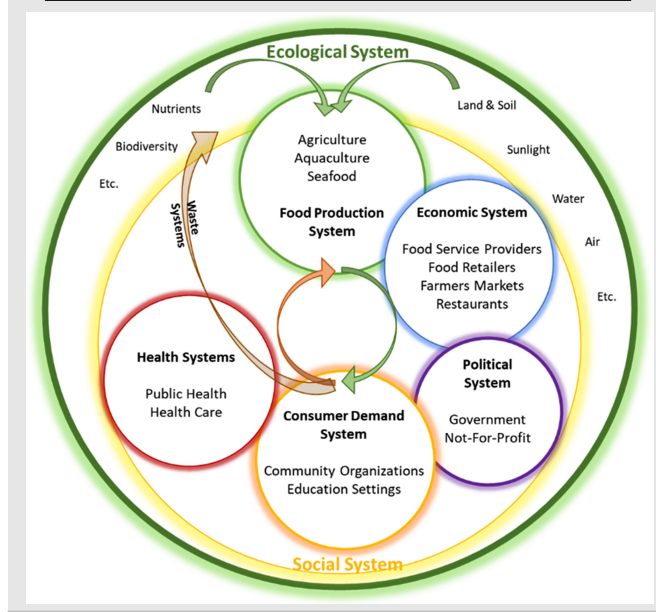 Ecological System
Nutrients
Biodiversity
Etc.
Land & Soil
Sunlight
Water
Air
Etc.
Waste
Systems
Agriculture
Aquaculture
Seafood
Food Production
System
Economic System
Food Service Providers
Food Retailers
Farmers Markets
Restaurants
Health Systems
Public Health
Health Care
Political
System
Government
Not-For-Profit
Consumer Demand
System
Community Organizations
Education Settings
Social System